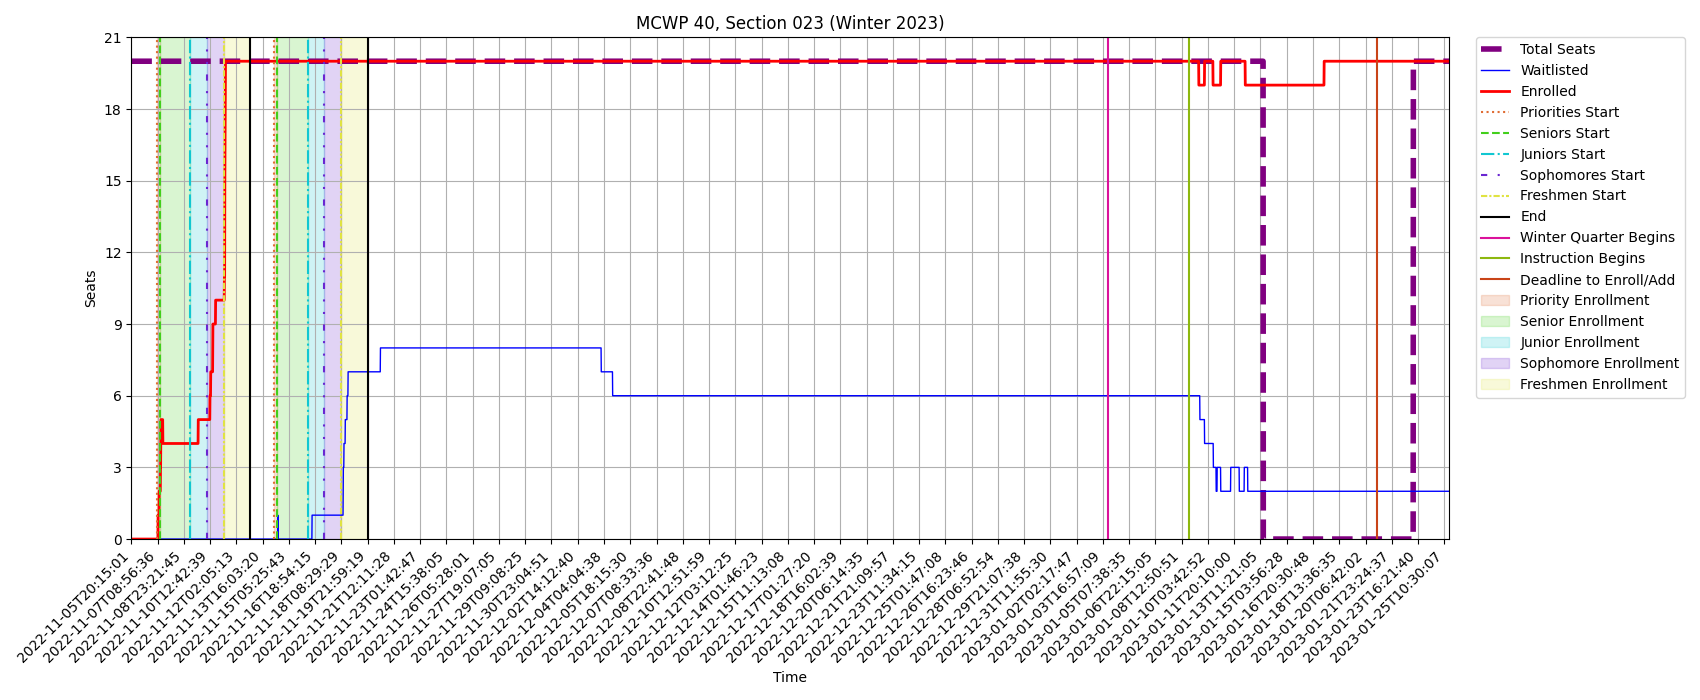 MCWP 40, Section 023 (Winter 2023)
21
18
15
12
9
6
3
0
Seats
2022-11-05T20:15:01
2022-11-07T08:56:36
2022-11-08T23:21:45
2022-11-10T12:42:39
2022-11-12T02:05:13
2022-11-13T16:03:20
2022-11-15T05:25:43
2022-11-16T18:54:15
2022-11-18T08:29:29
2022-11-19T21:59:19
2022-11-21T12:11:28
2022-11-23T01:42:47
2022-11-24T15:38:05
2022-11-26T05:28:01
2022-11-27T19:07:05
2022-11-29T09:08:25
2022-11-30T23:04:51
2022-12-02T14:12:40
2022-12-04T04:04:38
2022-12-05T18:15:30
2022-12-07T08:33:36
2022-12-08T22:41:48
2022-12-10T12:51:59
2022-12-12T03:12:25
2022-12-14T01:46:23
2022-12-15T15:13:08
2022-12-17T01:27:20
2022-12-18T16:02:39
2022-12-20T06:14:35
2022-12-21T21:09:57
2022-12-23T11:34:15
2022-12-25T01:47:08
2022-12-26T16:23:46
2022-12-28T06:52:54
2022-12-29T21:07:38
2022-12-31T11:55:30
2023-01-02T02:17:47
2023-01-03T16:57:09
2023-01-05T07:38:35
2023-01-06T22:15:05
2023-01-08T12:50:51
2023-01-10T03:42:52
2023-01-11T20:10:00
2023-01-13T11:21:05
2023-01-15T03:56:28
2023-01-16T20:30:48
2023-01-18T13:36:35
2023-01-20T06:42:02
2023-01-21T23:24:37
2023-01-23T16:21:40
2023-01-25T10:30:07
Time
Total Seats
Waitlisted
Enrolled
Priorities Start
Seniors Start
Juniors Start
Sophomores Start
Freshmen Start
End
Winter Quarter Begins
Instruction Begins
Deadline to Enroll/Add
Priority Enrollment
Senior Enrollment
Junior Enrollment
Sophomore Enrollment
Freshmen Enrollment